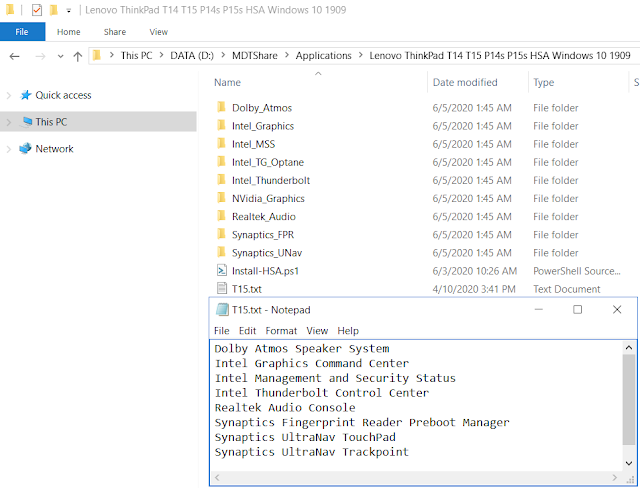 Lenovo ThinkPad T14 T15 P14s P15s HSA Windows 10 1909
File Home Share View
This PC DATA (D:) MDTShare Applications Lenovo ThinkPad T14 T15 P14s P15s HSA Windows 10 1909
Name Date modified Type S
Quick access
This PC
Network
Dolby_Atmos 6/5/2020 1:45 AM File folder
Intel_Graphics 6/5/2020 1:45 AM File folder
Intel_MSS 6/5/2020 1:45 AM File folder
Intel_TG_Optane 6/5/2020 1:45 AM File folder
Intel_Thunderbolt 6/5/2020 1:45 AM File folder
NVidia_Graphics 6/5/2020 1:45 AM File folder
Realtek_Audio 6/5/2020 1:45 AM File folder
Synaptics_FPR 6/5/2020 1:45 AM File folder
Synaptics_UNav 6/5/2020 1:45 AM File folder
Install-HSA.ps1 6/3/2020 10:26 AM PowerShell Source...
T15.txt 4/10/2020 3:41 PM Text Document
T15.txt - Notepad
File Edit Format View Help
Dolby Atmos Speaker System
Intel Graphics Command Center
Intel Management and Security Status
Intel Thunderbolt Control Center
Realtek Audio Console
Synaptics Fingerprint Reader Preboot Manager
Synaptics UltraNav TouchPad
Synaptics UltraNav Trackpoint